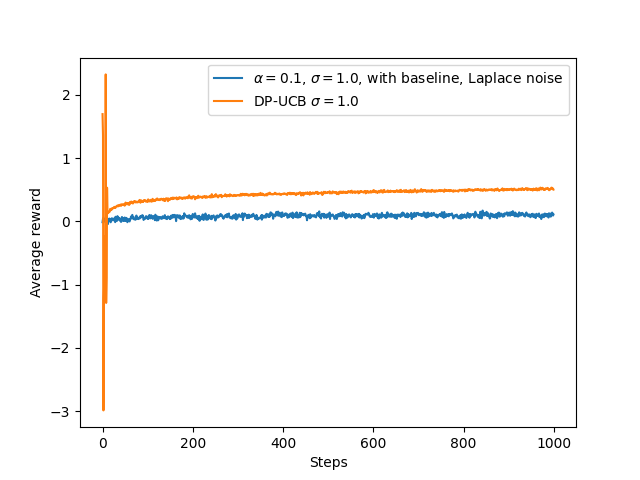 α = 0.1, σ = 1.0, with baseline, Laplace noise
DP-UCB σ = 1.0
2
1
0
−1
−2
−3
Average reward
0 200 400 600 800 1000
Steps